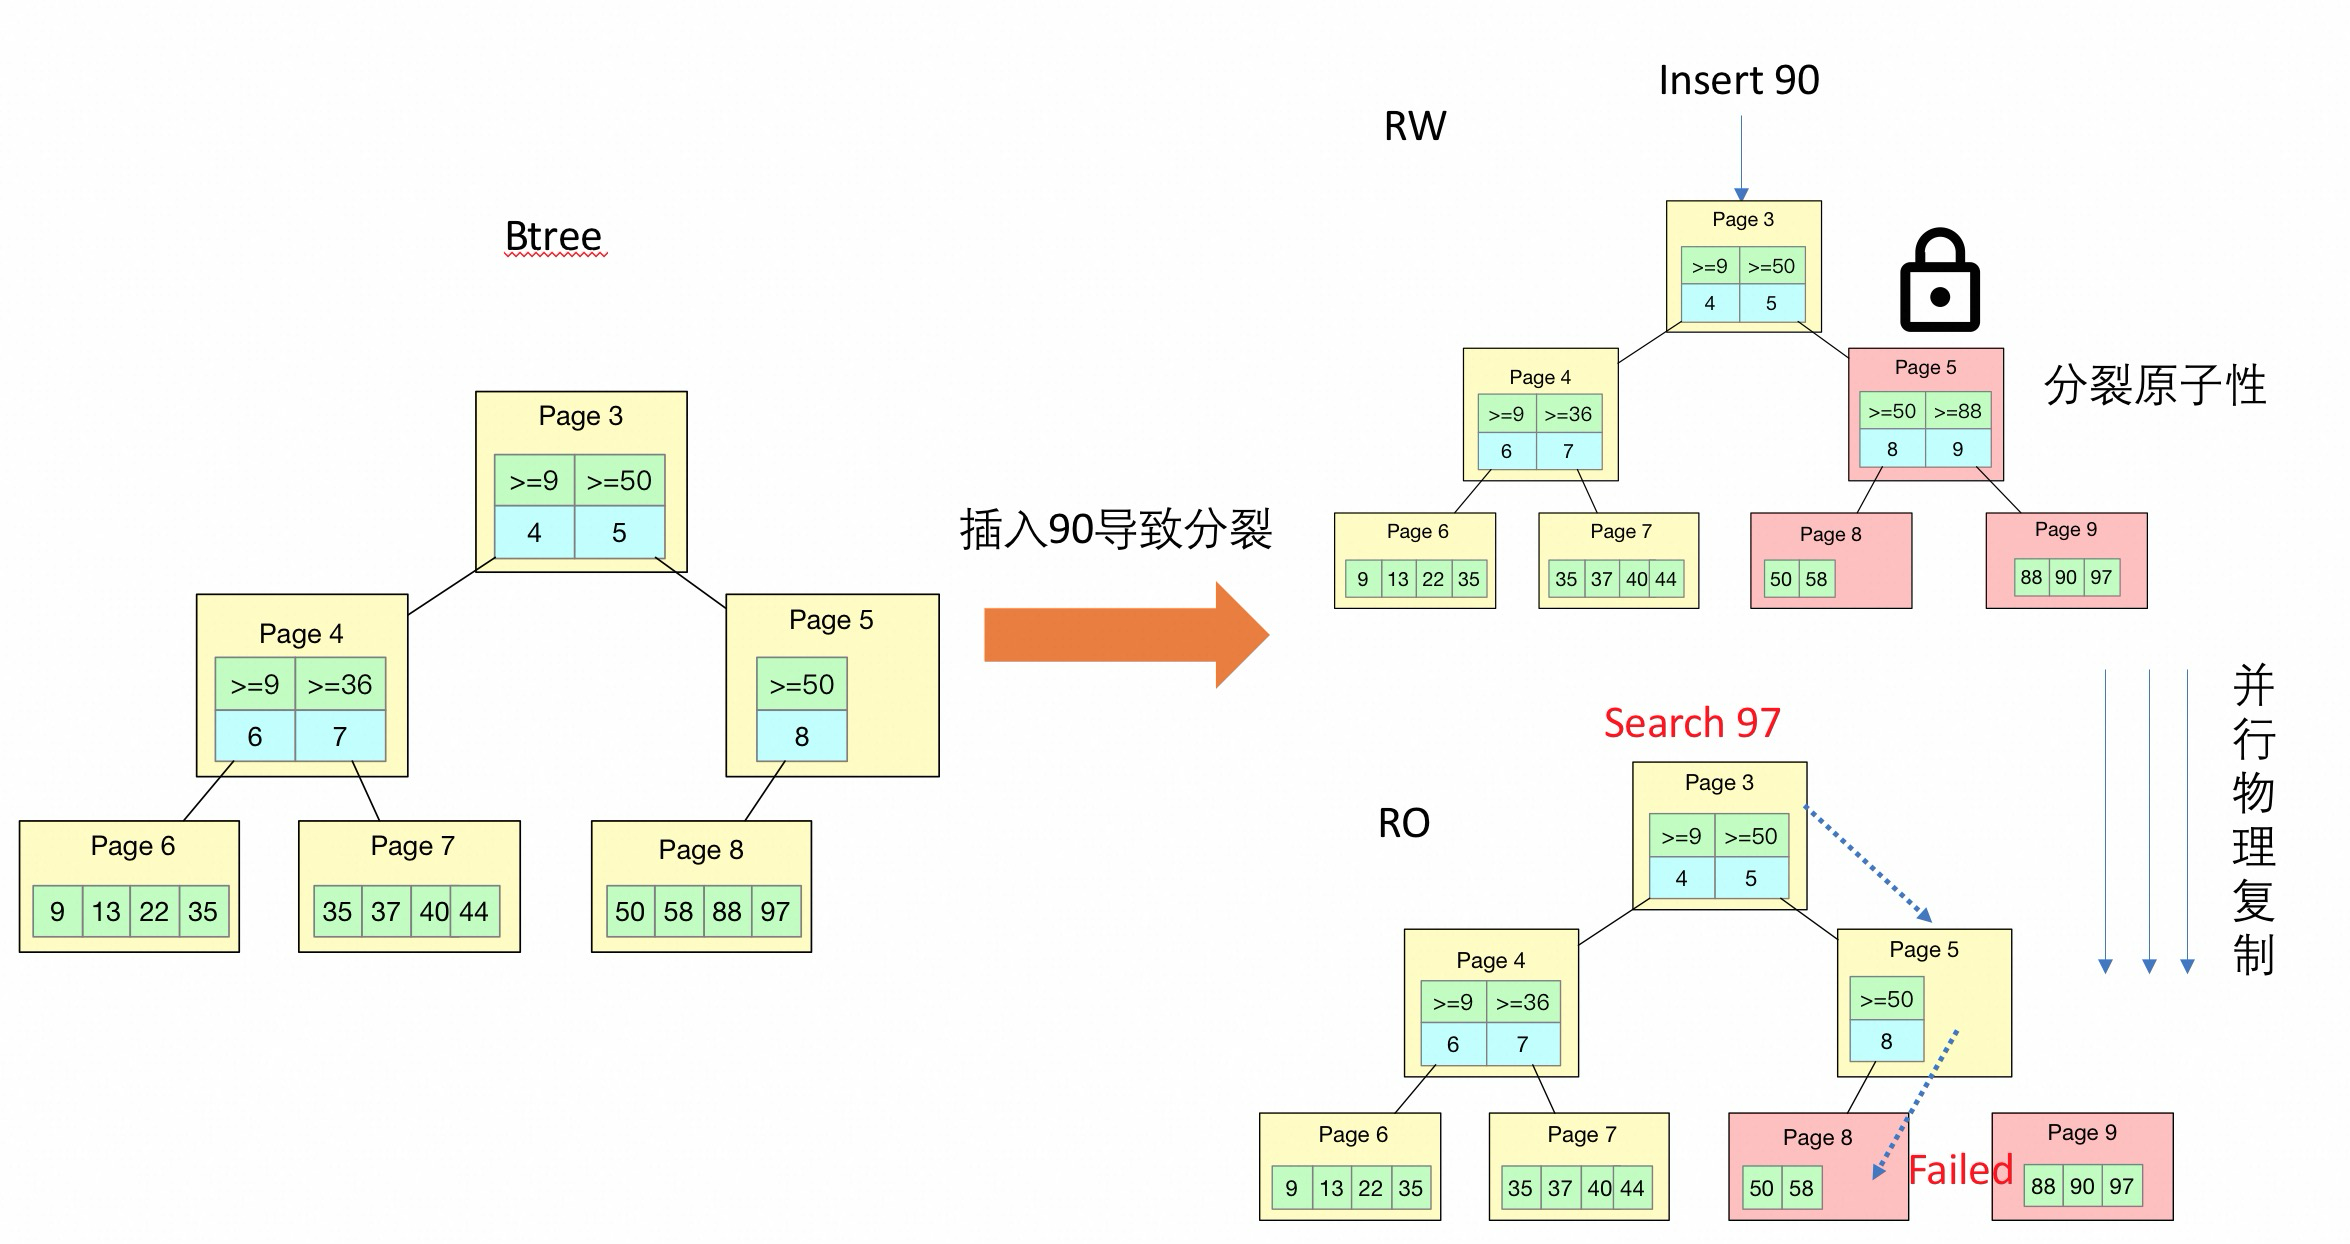 Btree
Page 3
>=9 >=50
4 5
Page 4
>=9 >=36
6 7
Page 5
>=50
8
Page 6
9 13 22 35
Page 7
35 37 40 44
Page 8
50 58 88 97
插入90导致分裂
Insert 90
RW
Page 3
>=9 >=50
4 5
Page 4
>=9 >=36
6 7
Page 5
>=50 >=88
8 9
分裂原子性
Page 6
9 13 22 35
Page 7
35 37 40 44
Page 8
50 58
Page 9
88 90 97
并行物理复制
Search 97
RO
Page 3
>=9 >=50
4 5
Page 4
>=9 >=36
6 7
Page 5
>=50
8
Page 6
9 13 22 35
Page 7
35 37 40 44
Page 8
50 58
Failed
Page 9
88 90 97